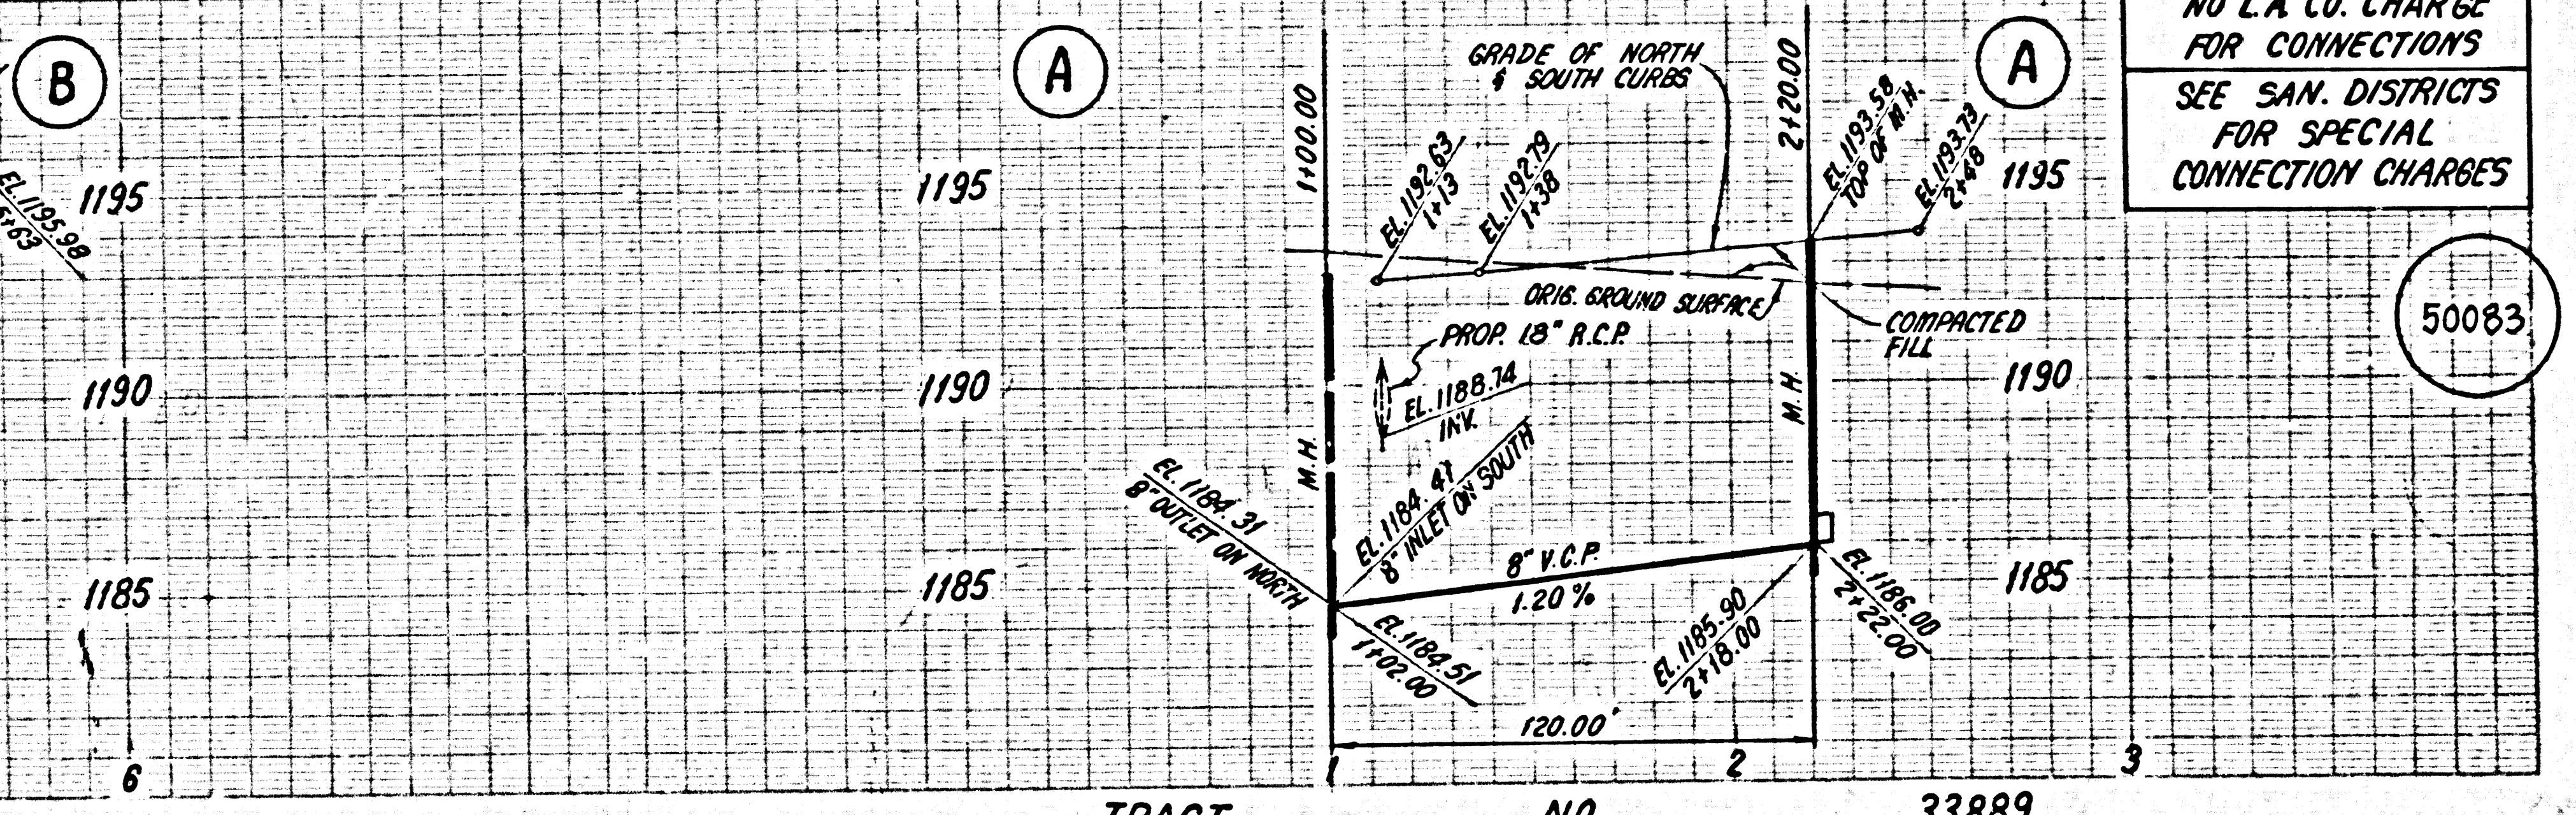 NO L.A. CO. CHARGE
FOR CONNECTIONS
SEE SAN. DISTRICTS
FOR SPECIAL
CONNECTION CHARGES
50083
B
A
A
GRADE OF NORTH
& SOUTH CURBS
1+00.00
2+20.00
EL. 1193.58
TOP OF M.H.
EL. 1193.73
2+48
EL. 1192.63
1+13
EL. 1192.79
1+38
EL. 1195.98
5+63
1195
1195
1195
ORIG. GROUND SURFACE
COMPACTED
FILL
PROP. 18" R.C.P.
EL. 1188.74
INV.
1190
1190
1190
M.H.
M.H.
EL. 1184.31
8" OUTLET ON NORTH
EL. 1184.41
8" INLET ON SOUTH
8" V.C.P.
1.20 %
EL. 1184.51
1+02.00
EL. 1185.90
2+18.00
EL. 1186.00
2+22.00
1185
1185
1185
120.00'
6
1
2
3
TRACT NO. 33889